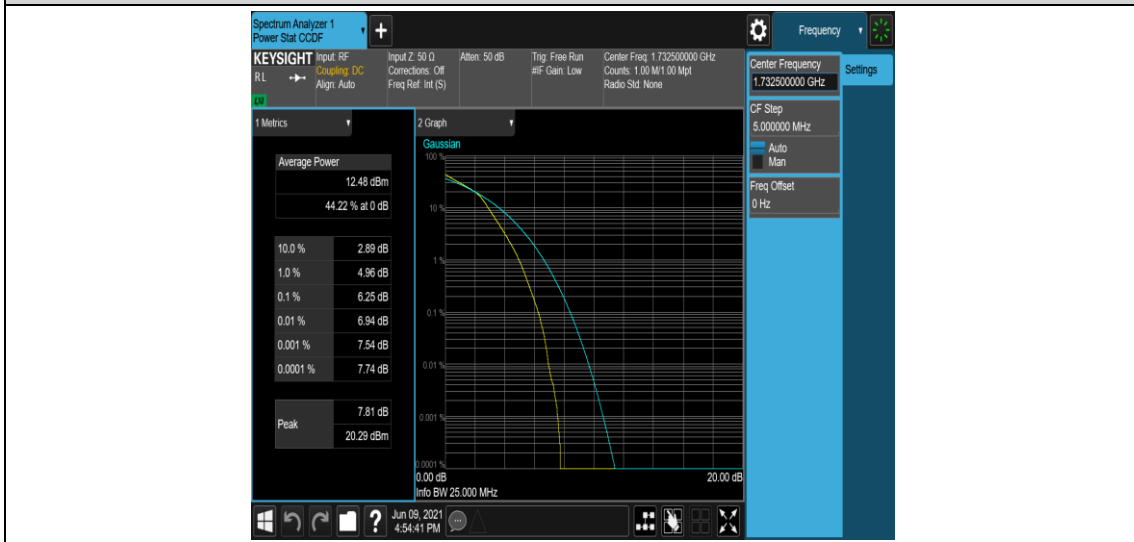 Spectrum Analyzer 1
Power Stat CCDF
+
Frequency
KEYSIGHT
RL
LXI
Input: RF
Coupling: DC
Align: Auto
Input Z: 50 Ω
Corrections: Off
Freq Ref: Int (S)
Atten: 50 dB
Trig: Free Run
#IF Gain: Low
Center Freq: 1.732500000 GHz
Counts: 1.00 M/1.00 Mpt
Radio Std: None
Center Frequency
1.732500000 GHz
Settings
CF Step
5.000000 MHz
Auto
Man
Freq Offset
0 Hz
1 Metrics
Average Power
12.48 dBm
44.22 % at 0 dB
10.0 % 2.89 dB
1.0 % 4.96 dB
0.1 % 6.25 dB
0.01 % 6.94 dB
0.001 % 7.54 dB
0.0001 % 7.74 dB
Peak 7.81 dB
20.29 dBm
2 Graph
Gaussian
100 %
10 %
1 %
0.1 %
0.01 %
0.001 %
0.0001 %
0.00 dB 20.00 dB
Info BW 25.000 MHz
?
Jun 09, 2021
4:54:41 PM